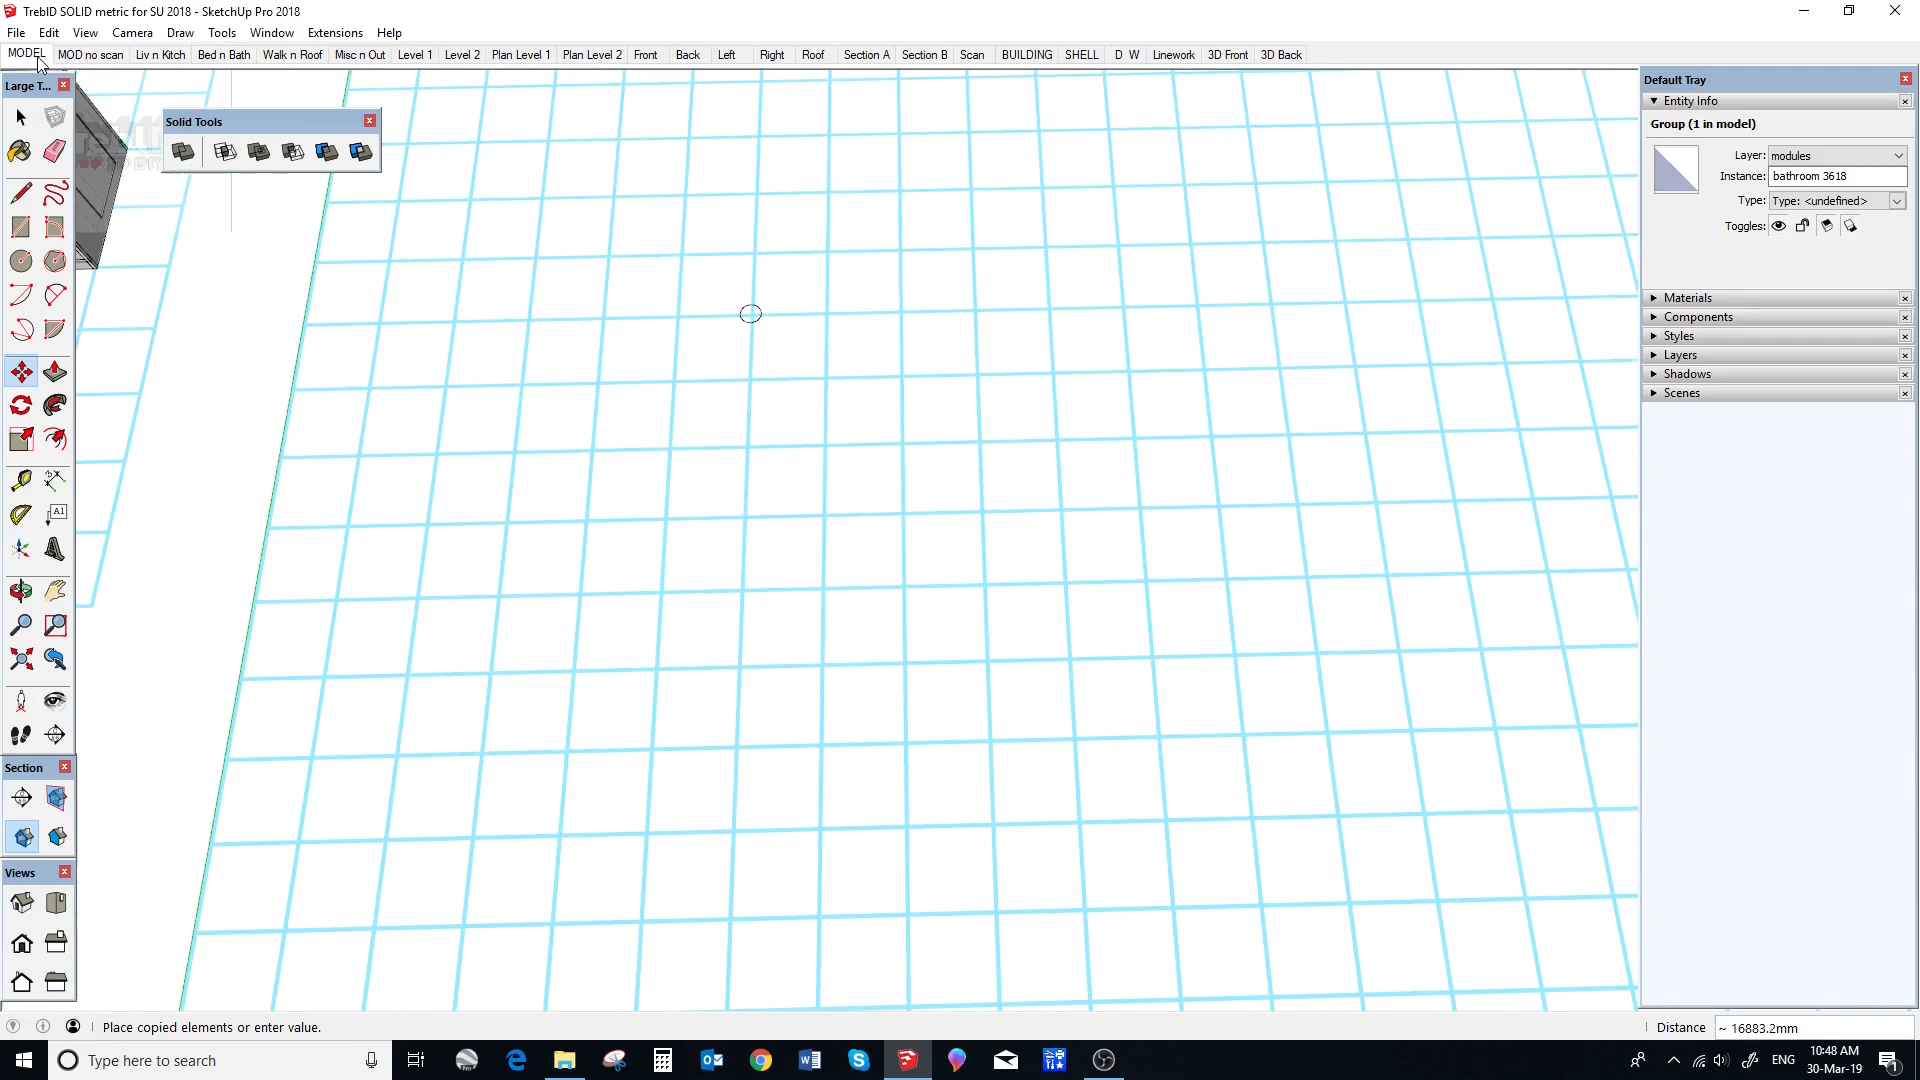 TrebID SOLID metric for SU 2018 - SketchUp Pro 2018
File Edit View Camera Draw Tools Window Extensions Help
MODEL MOD no scan Liv n Kitch Bed n Bath Walk n Roof Misc n Out Level 1 Level 2 Plan Level 1 Plan Level 2 Front Back Left Right Roof Section A Section B Scan BUILDING SHELL D W Linework 3D Front 3D Back
Large T...
Solid Tools
A1
Section
Views
Default Tray
Entity Info
Group (1 in model)
Layer: modules
Instance: bathroom 3618
Type: Type: <undefined>
Toggles:
Materials
Components
Styles
Layers
Shadows
Scenes
Place copied elements or enter value.
Distance ~ 16883.2mm
Type here to search
ENG
10:48 AM
30-Mar-19
1